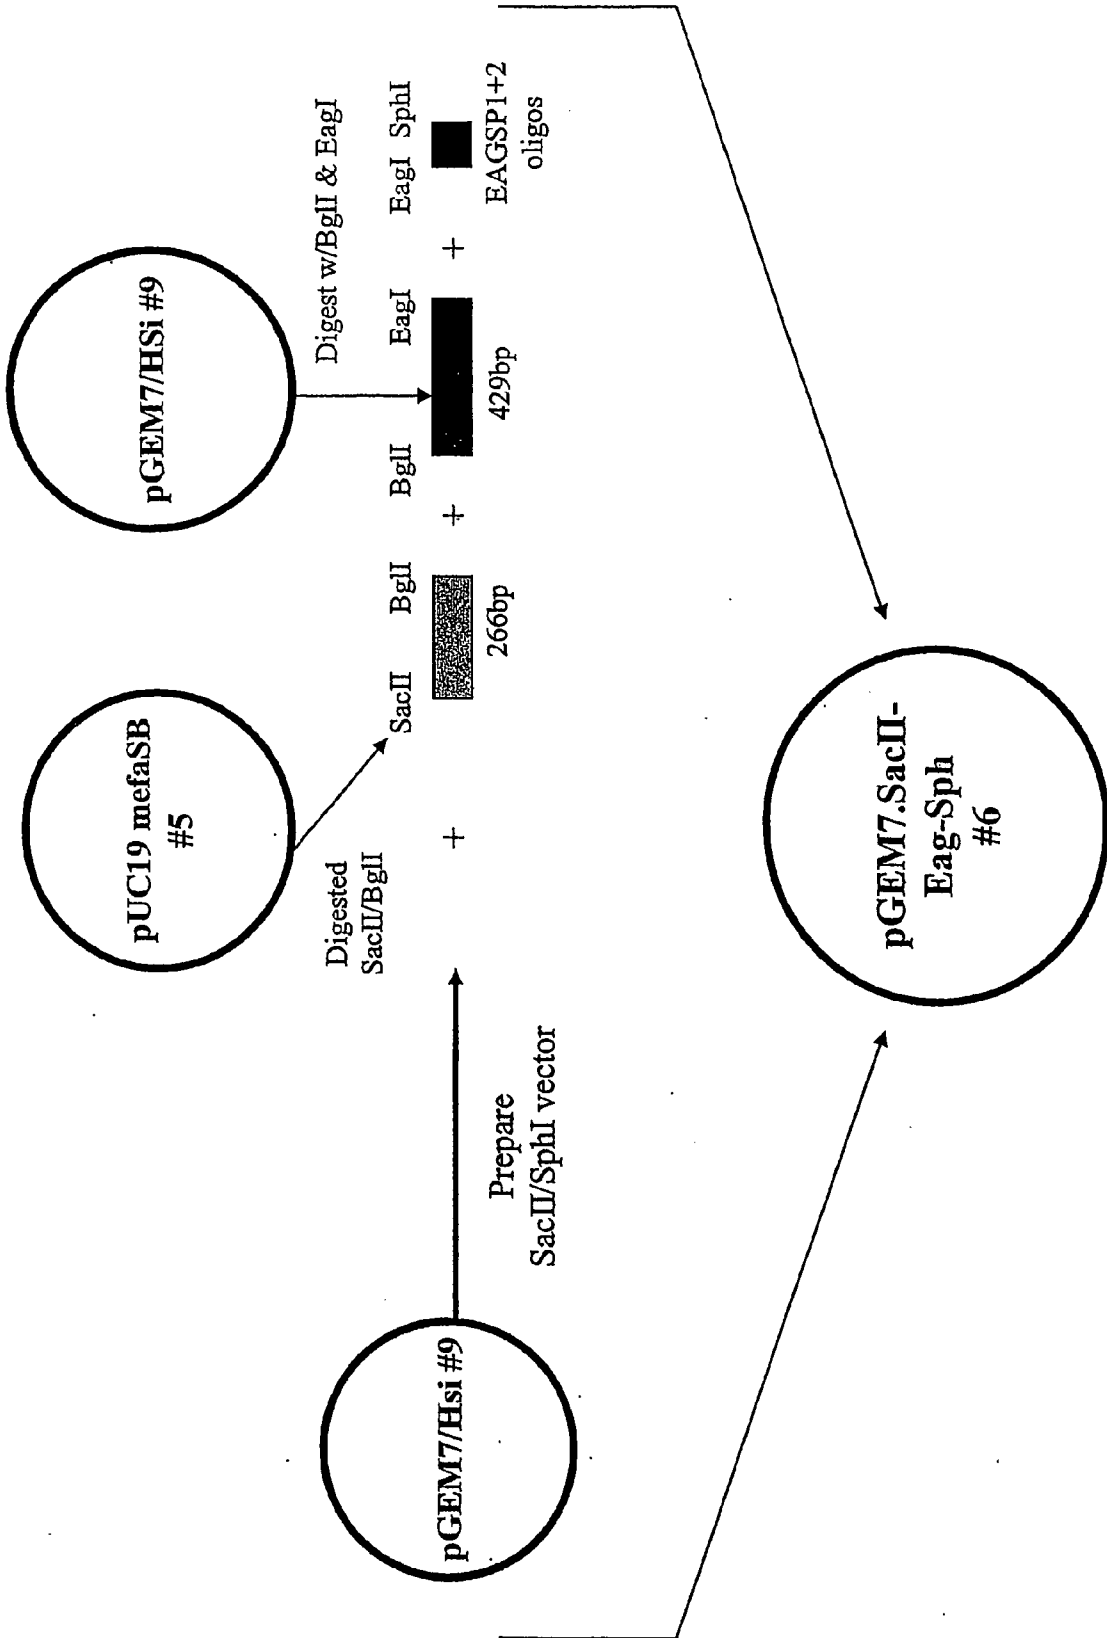 pUC19 mefaSB
#5
pGEM7/HSi #9
Digested
SacII/BglI
Digest w/BglI & EagI
SacII
BglI
BglI
EagI
EagI SphI
+
+
+
266bp
429bp
EAGSP1+2
oligos
pGEM7/Hsi #9
Prepare
SacII/SphI vector
pGEM7.SacII-
Eag-Sph
#6